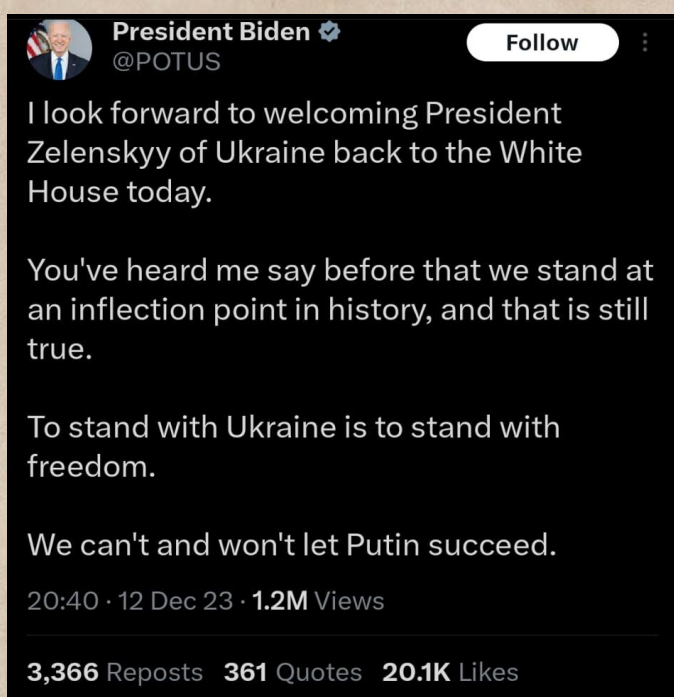 President Biden
@POTUS
Follow
I look forward to welcoming President
Zelenskyy of Ukraine back to the White
House today.
You've heard me say before that we stand at
an inflection point in history, and that is still
true.
To stand with Ukraine is to stand with
freedom.
We can't and won't let Putin succeed.
20:40 · 12 Dec 23 · 1.2M Views
3,366 Reposts 361 Quotes 20.1K Likes